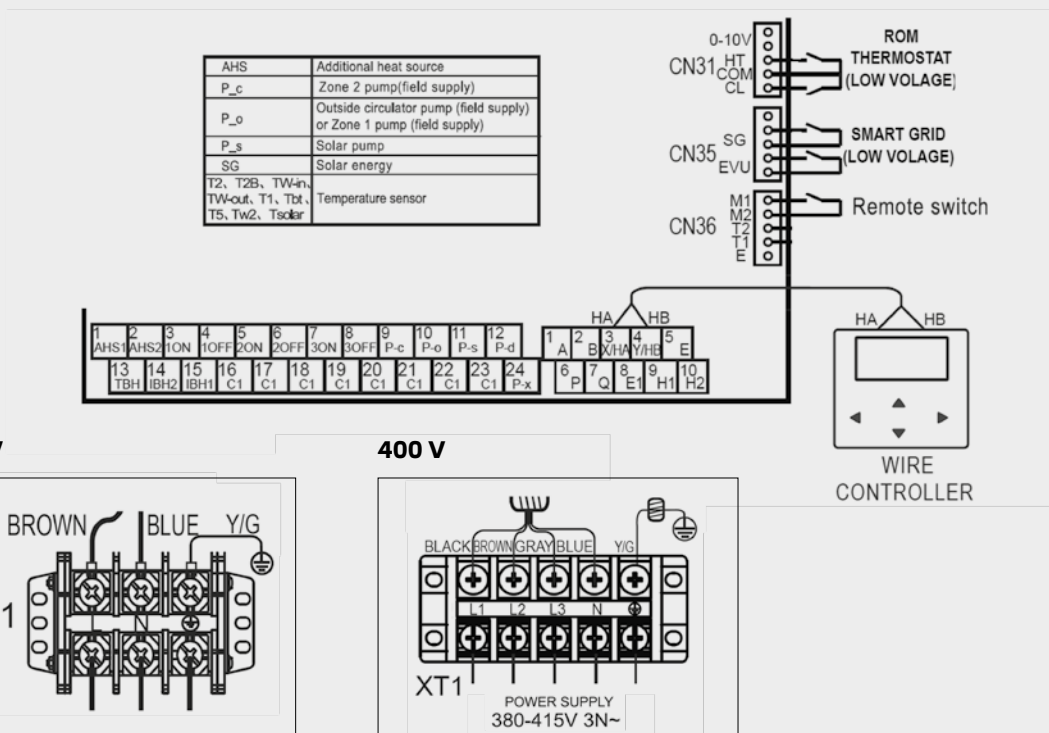 AHS Additional heat source
P_c Zone 2 pump(field supply)
P_o Outside circulator pump (field supply)
or Zone 1 pump (field supply)
P_s Solar pump
SG Solar energy
T2、T2B、TW-in、
TW-out、T1、Tbt、 Temperature sensor
T5、Tw2、Tsolar
0-10V
CN31 HT
COM
CL
ROM
THERMOSTAT
(LOW VOLAGE)
CN35 SG
EVU
SMART GRID
(LOW VOLAGE)
CN36 M1
M2
T2
T1
E
Remote switch
HA HB
HA HB
1 2 3 4 5 6 7 8 9 10 11 12
AHS1 AHS2 1ON 1OFF 2ON 2OFF 3ON 3OFF P-c P-o P-s P-d
13 14 15 16 17 18 19 20 21 22 23 24
TBH IBH2 IBH1 C1 C1 C1 C1 C1 C1 C1 C1 P-x
1 2 3 4 5
A B X/HA Y/HB E
6 7 8 9 10
P Q E1 H1 H2
WIRE
CONTROLLER
400 V
BROWN BLUE Y/G
L N
1
BLACK BROWN GRAY BLUE Y/G
L1 L2 L3 N
XT1
POWER SUPPLY
380-415V 3N~